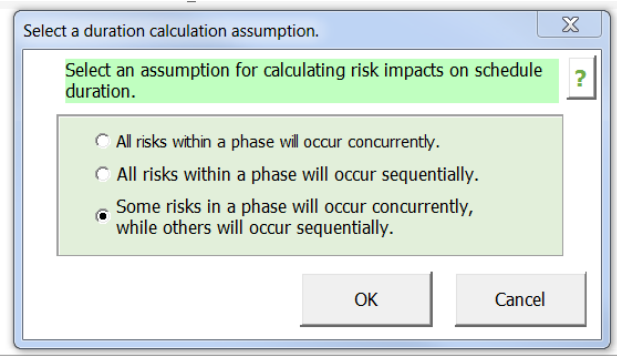 Select a duration calculation assumption.
Select an assumption for calculating risk impacts on schedule
duration.
?
All risks within a phase will occur concurrently.
All risks within a phase will occur sequentially.
Some risks in a phase will occur concurrently,
while others will occur sequentially.
OK
Cancel